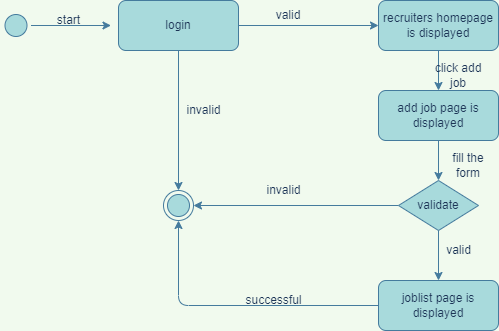 start
login
valid
recruiters homepage
is displayed
click add
job
invalid
add job page is
displayed
fill the
form
invalid
validate
valid
successful
joblist page is
displayed